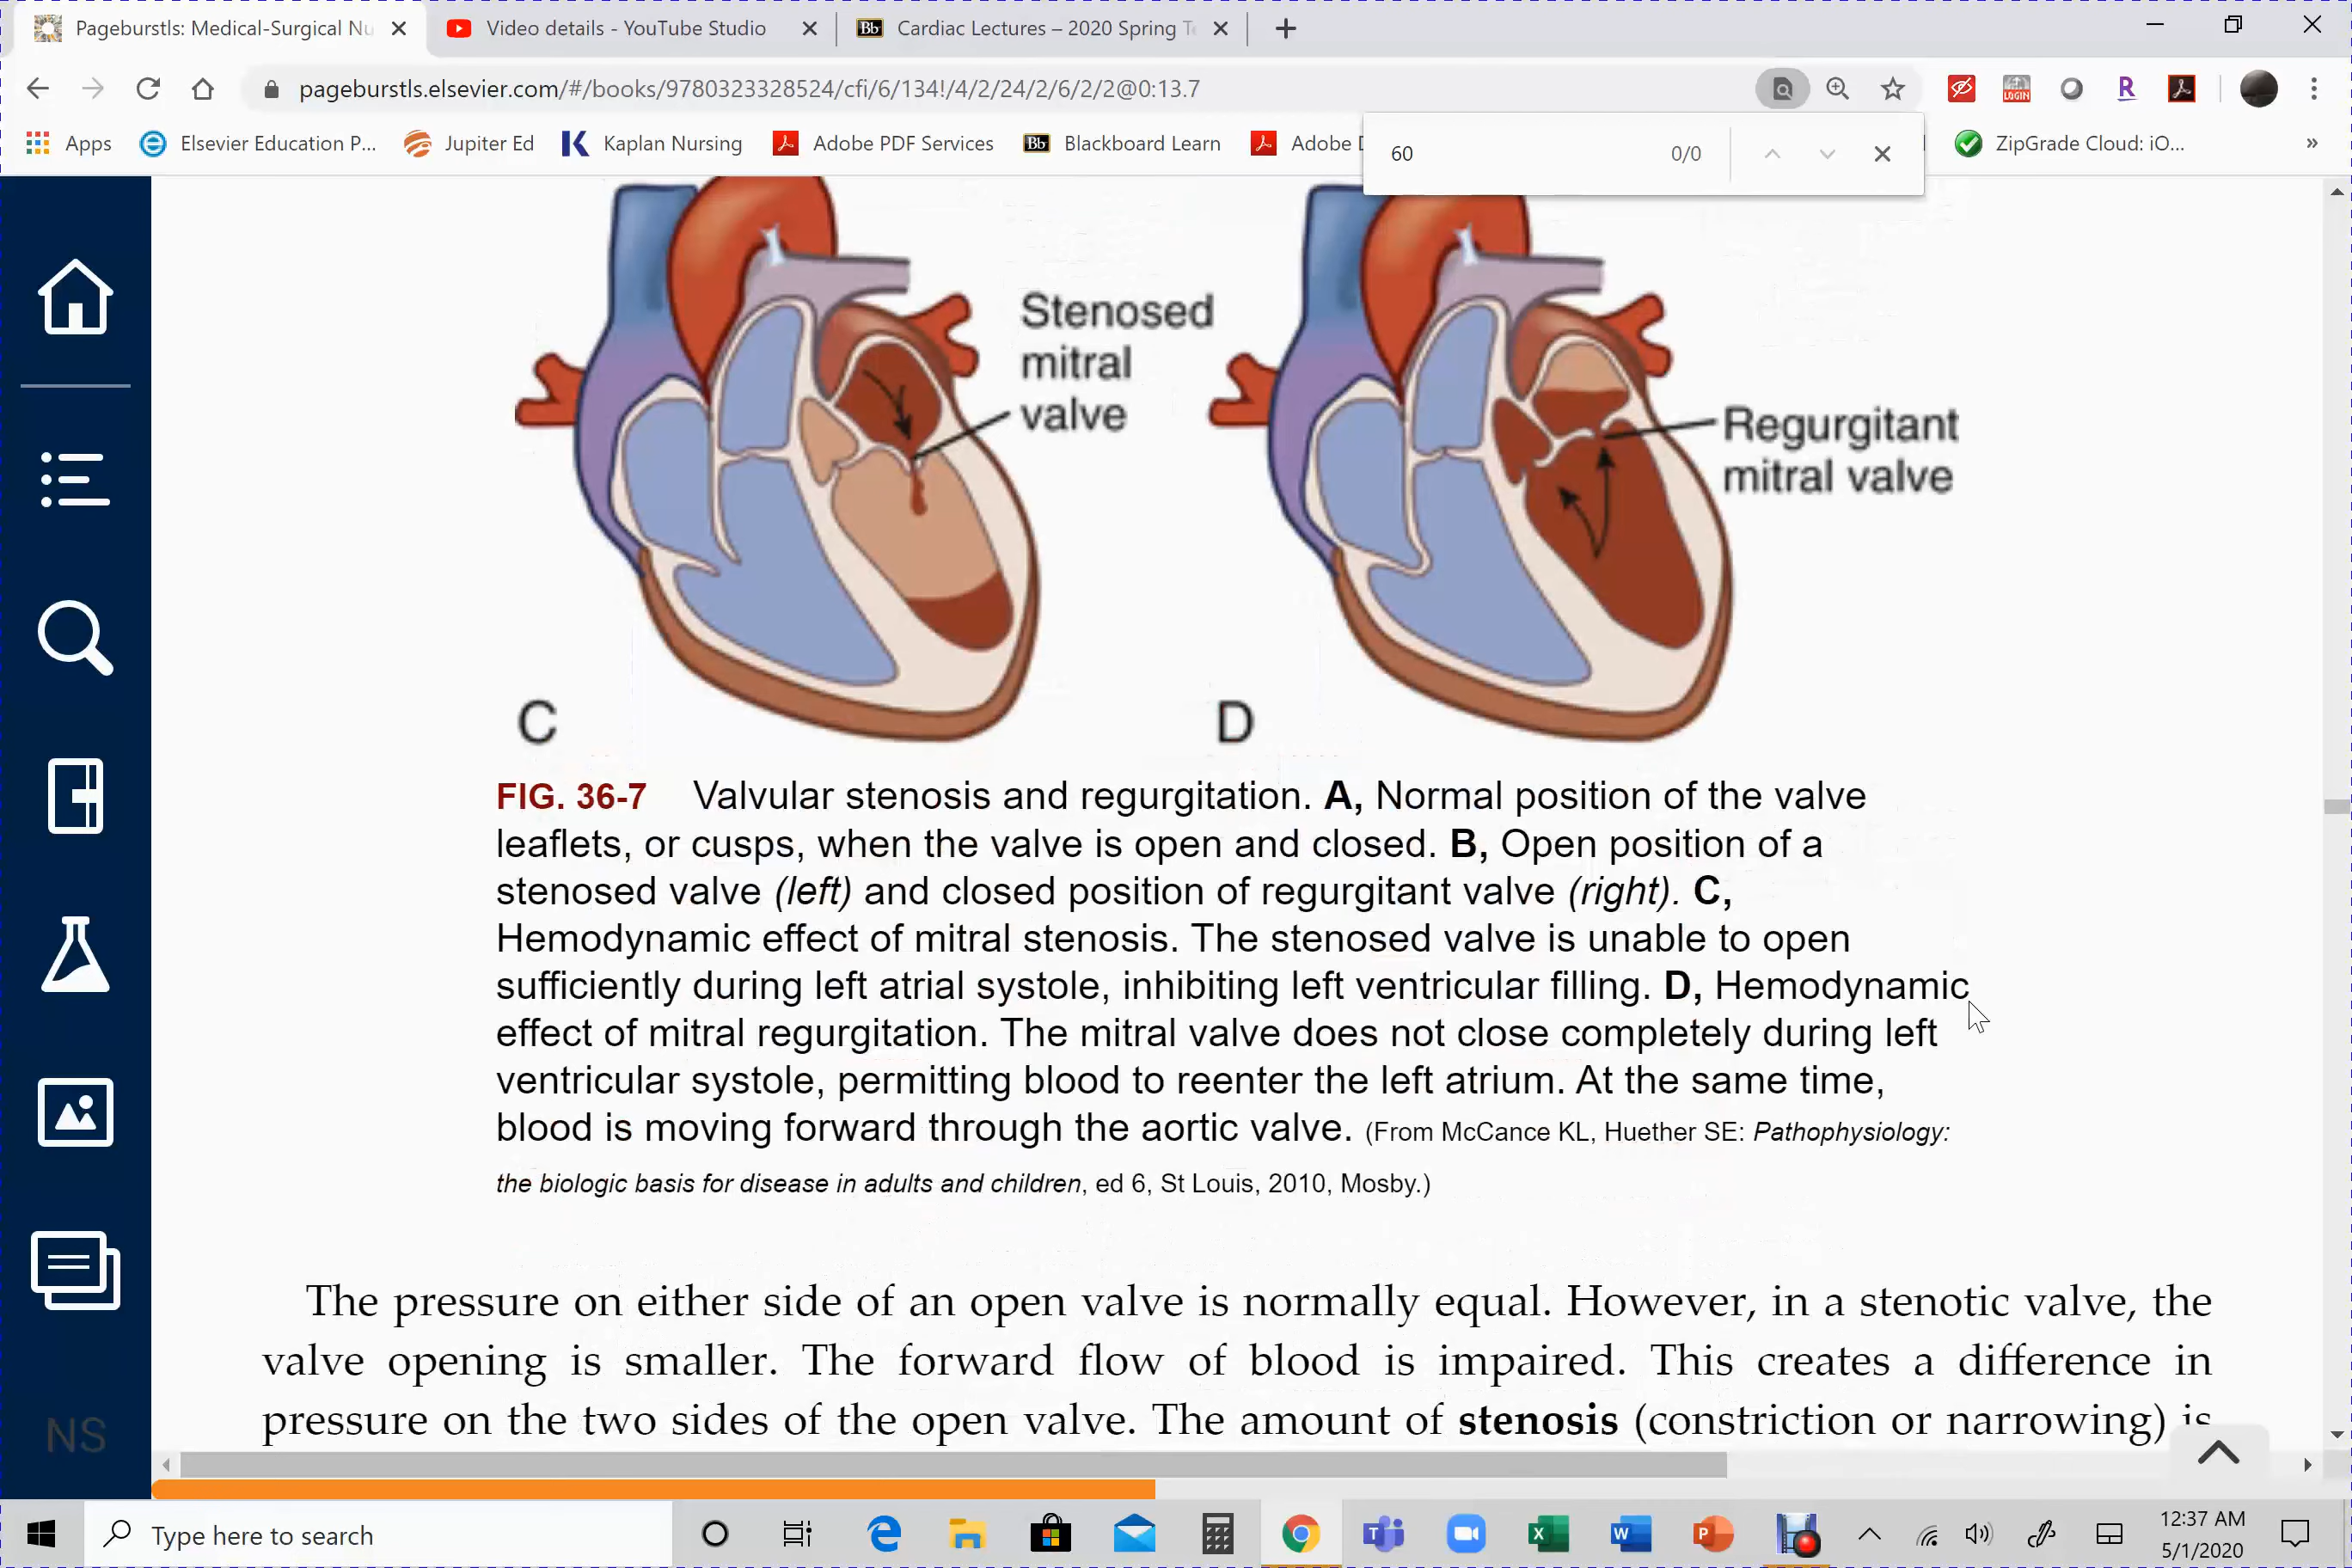 Pageburstls: Medical-Surgical Nu
Video details - YouTube Studio
Bb Cardiac Lectures – 2020 Spring Te
pageburstls.elsevier.com/#/books/9780323328524/cfi/6/134!/4/2/24/2/6/2/2@0:13.7
LOGIN
R
Apps
Elsevier Education P...
Jupiter Ed
Kaplan Nursing
Adobe PDF Services
Bb Blackboard Learn
Adobe
60
0/0
ZipGrade Cloud: iO...
»
Stenosed
mitral
valve
Regurgitant
mitral valve
C
D
FIG. 36-7 Valvular stenosis and regurgitation. A, Normal position of the valve
leaflets, or cusps, when the valve is open and closed. B, Open position of a
stenosed valve (left) and closed position of regurgitant valve (right). C,
Hemodynamic effect of mitral stenosis. The stenosed valve is unable to open
sufficiently during left atrial systole, inhibiting left ventricular filling. D, Hemodynamic
effect of mitral regurgitation. The mitral valve does not close completely during left
ventricular systole, permitting blood to reenter the left atrium. At the same time,
blood is moving forward through the aortic valve. (From McCance KL, Huether SE: Pathophysiology:
the biologic basis for disease in adults and children, ed 6, St Louis, 2010, Mosby.)
The pressure on either side of an open valve is normally equal. However, in a stenotic valve, the
valve opening is smaller. The forward flow of blood is impaired. This creates a difference in
pressure on the two sides of the open valve. The amount of stenosis (constriction or narrowing) is
NS
Type here to search
12:37 AM
5/1/2020